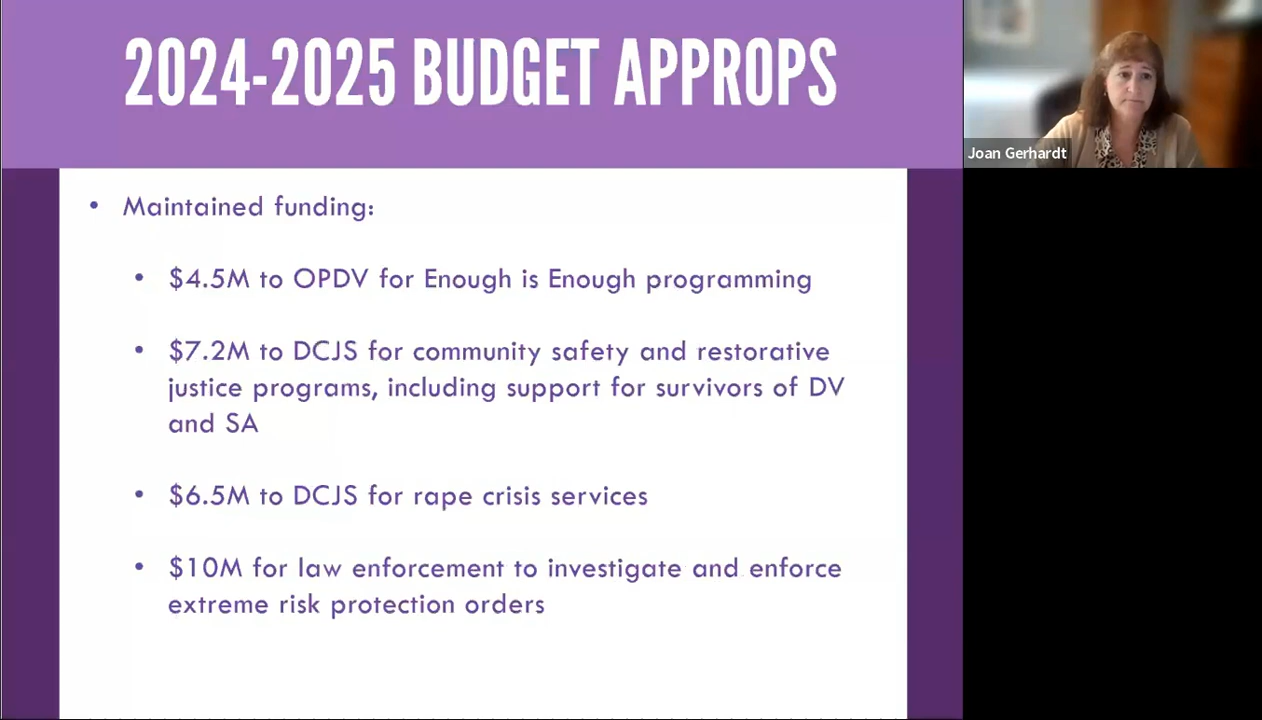 2024-2025 BUDGET APPROPS
• Maintained funding:
• $4.5M to OPDV for Enough is Enough programming
• $7.2M to DCJS for community safety and restorative
justice programs, including support for survivors of DV
and SA
• $6.5M to DCJS for rape crisis services
• $10M for law enforcement to investigate and enforce
extreme risk protection orders
Joan Gerhardt